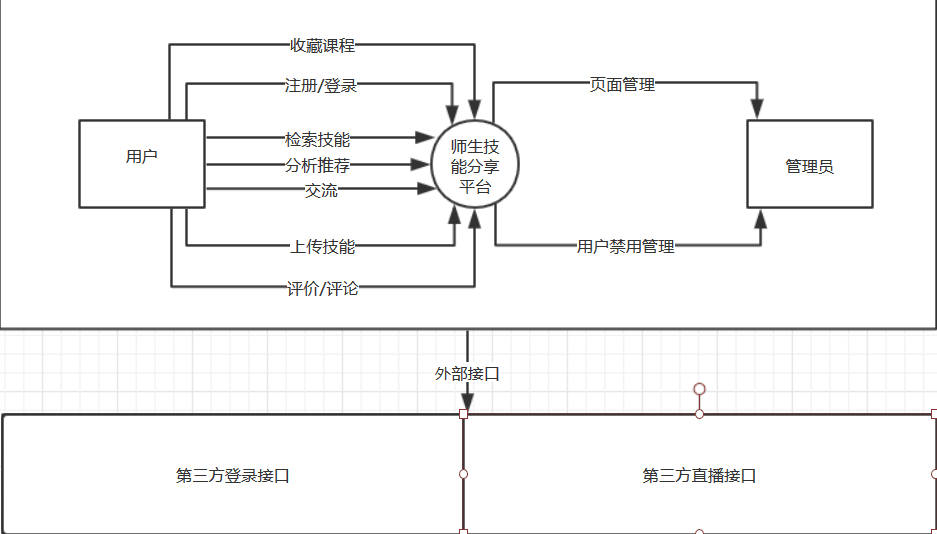 收藏课程
注册/登录
页面管理
用户
检索技能
分析推荐
交流
师生技
能分享
平台
管理员
上传技能
用户禁用管理
评价/评论
外部接口
第三方登录接口
第三方直播接口